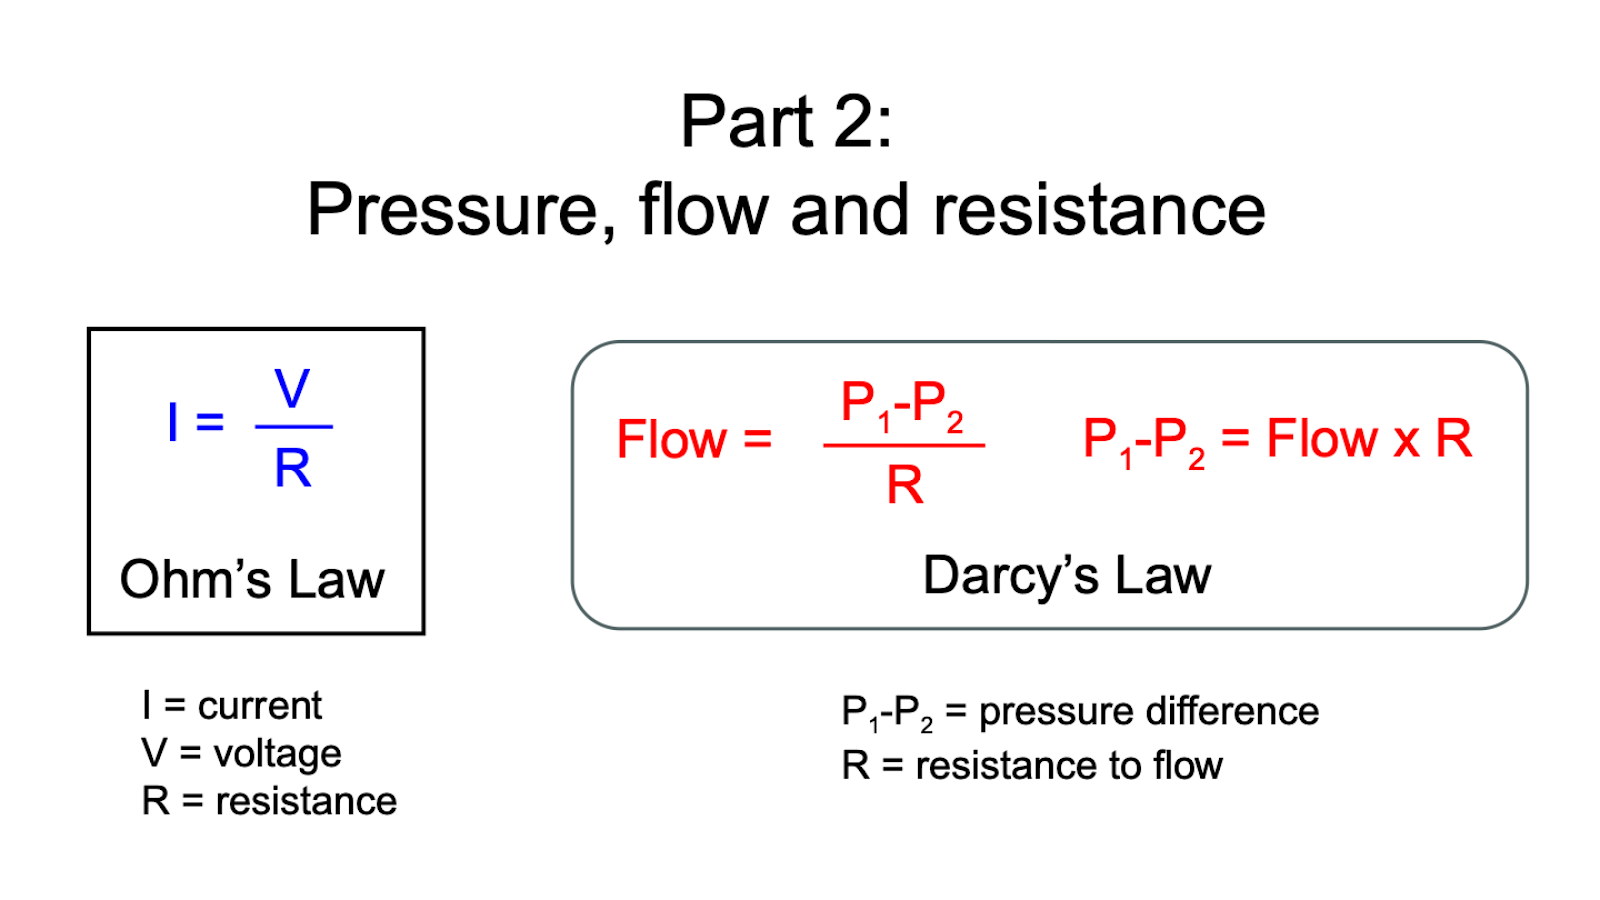 Part 2:
Pressure, flow and resistance
I = V
R
Ohm’s Law
Flow = P₁-P₂
R
P₁-P₂ = Flow x R
Darcy’s Law
I = current
V = voltage
R = resistance
P₁-P₂ = pressure difference
R = resistance to flow